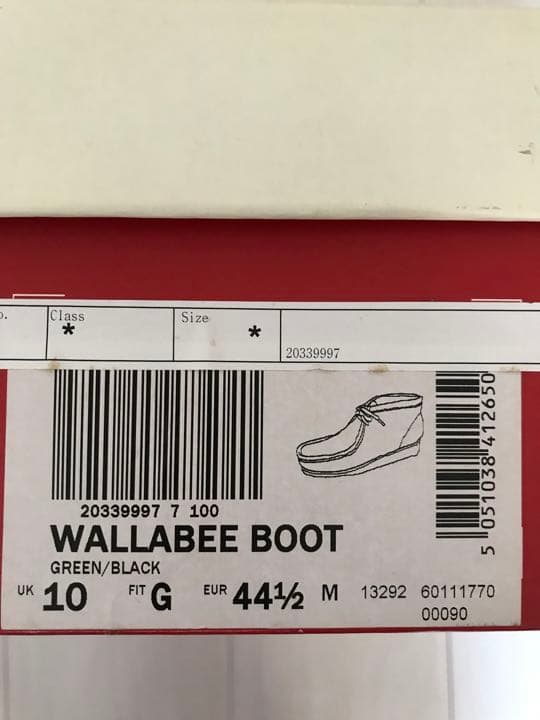 Class
*
Size
*
20339997
20339997 7 100
5 051038 412650
WALLABEE BOOT
GREEN/BLACK
UK 10 FIT G EUR 44½ M 13292 60111770
00090